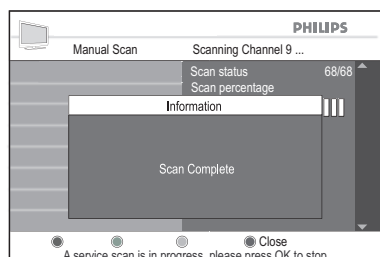 PHILIPS
Manual Scan Scanning Channel 9 ...
Scan status 68/68
Scan percentage
Information
Scan Complete
Close
A service scan is in progress, please press OK to stop